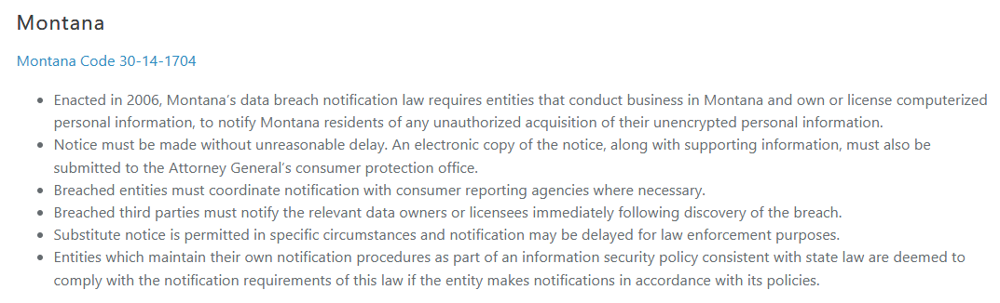 Montana
Montana Code 30-14-1704
• Enacted in 2006, Montana's data breach notification law requires entities that conduct business in Montana and own or license computerized
personal information, to notify Montana residents of any unauthorized acquisition of their unencrypted personal information.
• Notice must be made without unreasonable delay. An electronic copy of the notice, along with supporting information, must also be
submitted to the Attorney General's consumer protection office.
• Breached entities must coordinate notification with consumer reporting agencies where necessary.
• Breached third parties must notify the relevant data owners or licensees immediately following discovery of the breach.
• Substitute notice is permitted in specific circumstances and notification may be delayed for law enforcement purposes.
• Entities which maintain their own notification procedures as part of an information security policy consistent with state law are deemed to
comply with the notification requirements of this law if the entity makes notifications in accordance with its policies.